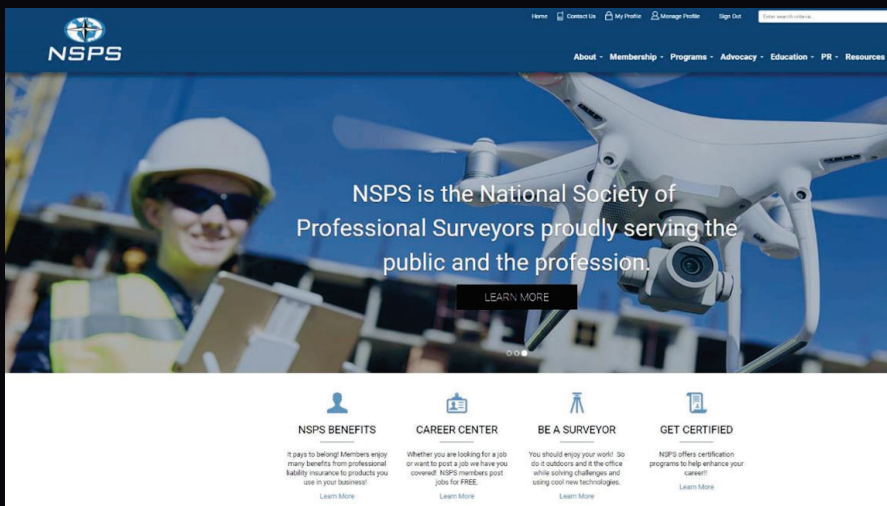 Home Contact Us My Profile Manage Profile Sign Out Enter search criteria...
NSPS
About Membership Programs Advocacy Education PR Resources
NSPS is the National Society of
Professional Surveyors proudly serving the
public and the profession.
LEARN MORE
NSPS BENEFITS
It pays to belong! Members enjoy
many benefits from professional
liability insurance to products you
use in your business!
Learn More
CAREER CENTER
Whether you are looking for a job
or want to post a job we have you
covered! NSPS members post
jobs for FREE.
Learn More
BE A SURVEYOR
You should enjoy your work! So
do it outdoors and it the office
while solving challenges and
using cool new technologies.
Learn More
GET CERTIFIED
NSPS offers certification
programs to help enhance your
career!!
Learn More